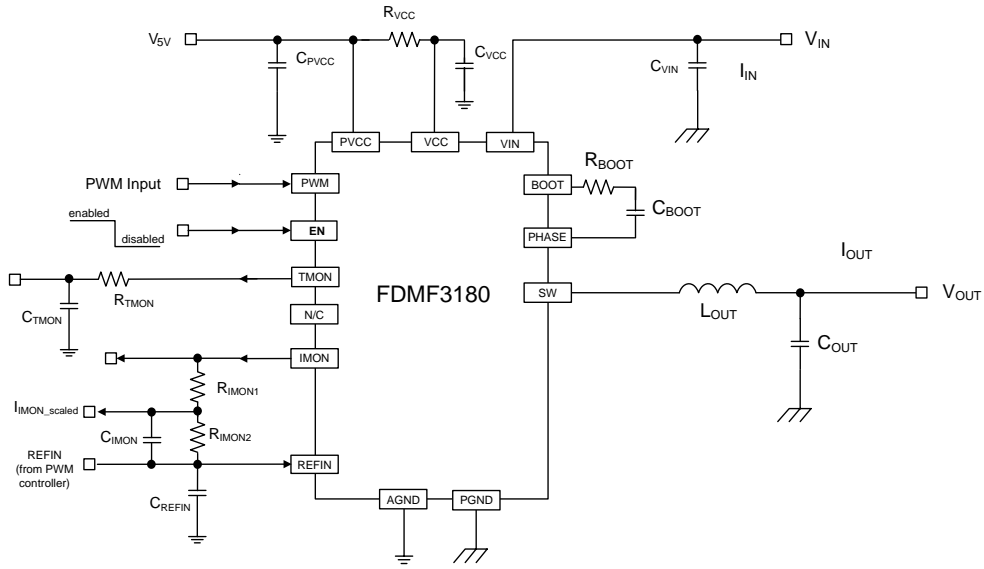 RVCC
V5V
CPVCC
CVCC
VIN
CVIN
IIN
PVCC
VCC
VIN
RBOOT
PWM Input
PWM
BOOT
CBOOT
enabled
disabled
EN
PHASE
IOUT
TMON
RTMON
FDMF3180
SW
VOUT
CTMON
N/C
LOUT
COUT
IMON
RIMON1
IIMON_scaled
CIMON
RIMON2
REFIN
(from PWM
controller)
REFIN
CREFIN
AGND
PGND